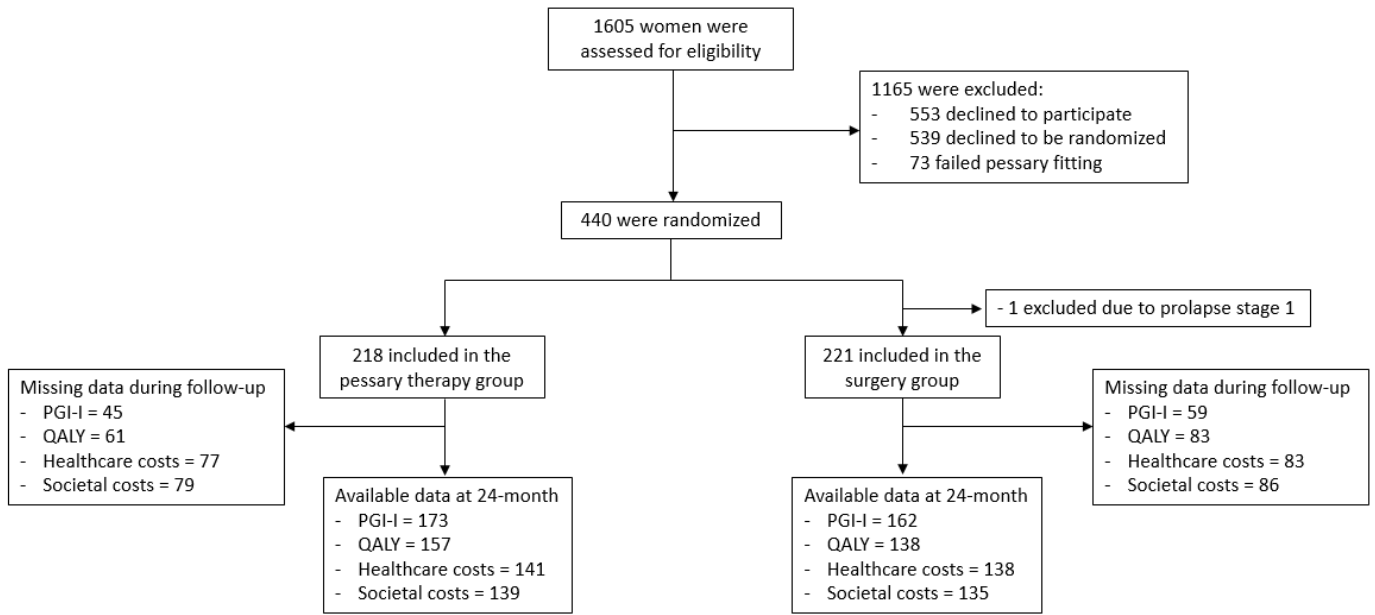 1605 women were
assessed for eligibility
1165 were excluded:
- 553 declined to participate
- 539 declined to be randomized
- 73 failed pessary fitting
440 were randomized
- 1 excluded due to prolapse stage 1
218 included in the
pessary therapy group
221 included in the
surgery group
Missing data during follow-up
- PGI-I = 45
- QALY = 61
- Healthcare costs = 77
- Societal costs = 79
Missing data during follow-up
- PGI-I = 59
- QALY = 83
- Healthcare costs = 83
- Societal costs = 86
Available data at 24-month
- PGI-I = 173
- QALY = 157
- Healthcare costs = 141
- Societal costs = 139
Available data at 24-month
- PGI-I = 162
- QALY = 138
- Healthcare costs = 138
- Societal costs = 135